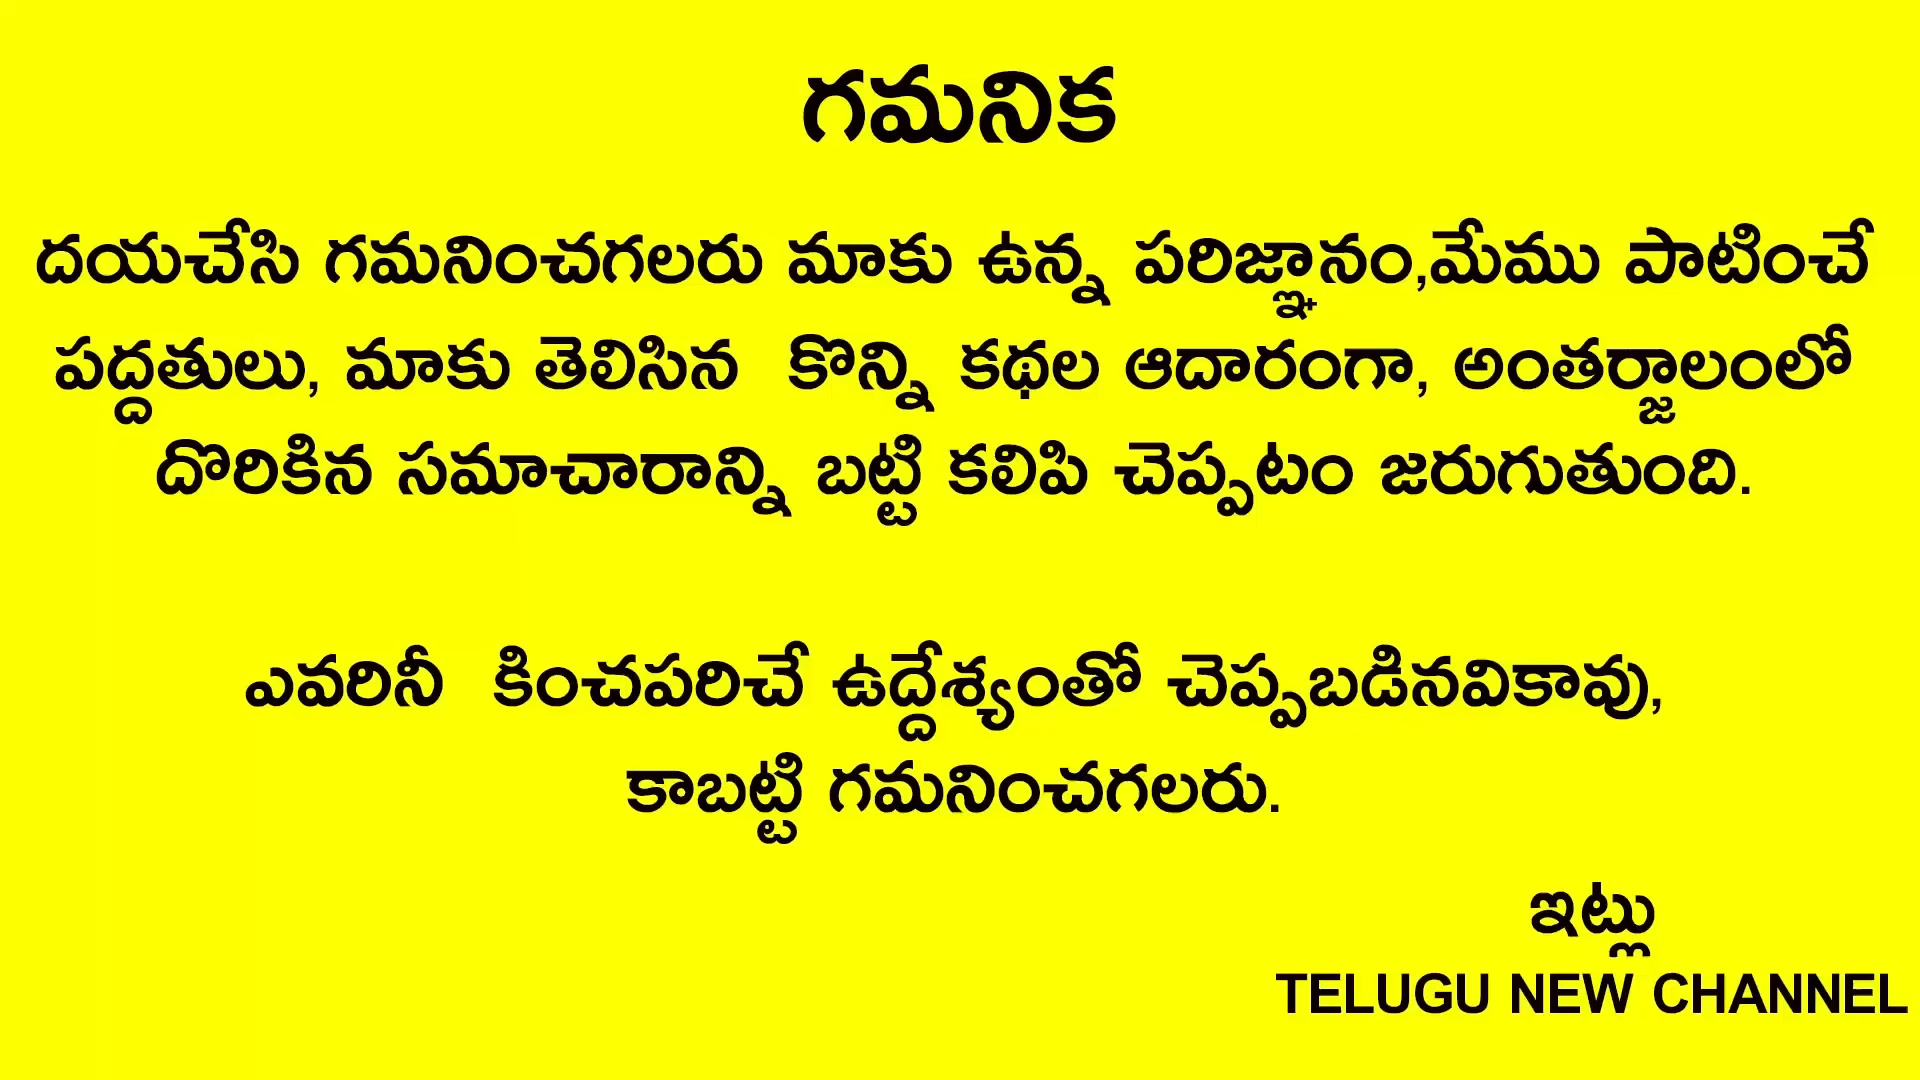 గమనిక
దయచేసి గమనించగలరు మాకు ఉన్న పరిజ్ఞానం,మేము పాటించే
పద్దతులు, మాకు తెలిసిన కొన్ని కథల ఆదారంగా, అంతర్జాలంలో
దొరికిన సమాచారాన్ని బట్టి కలిపి చెప్పటం జరుగుతుంది.
ఎవరినీ కించపరిచే ఉద్దేశ్యంతో చెప్పబడినవికావు,
కాబట్టి గమనించగలరు.
ఇట్లు
TELUGU NEW CHANNEL